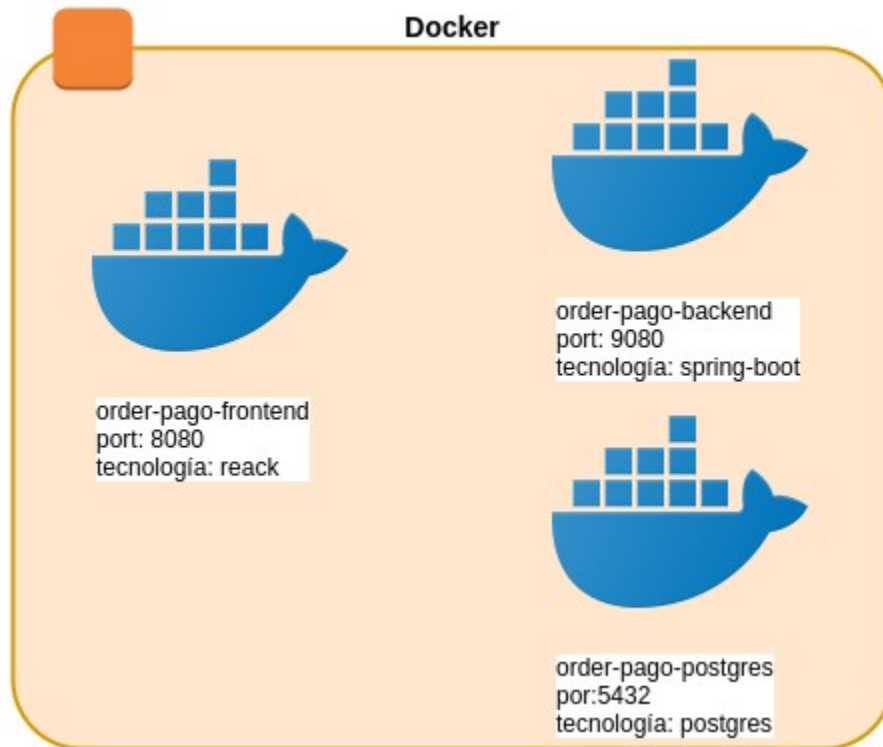 Docker
order-pago-frontend
port: 8080
tecnología: reack
order-pago-backend
port: 9080
tecnología: spring-boot
order-pago-postgres
por:5432
tecnología: postgres